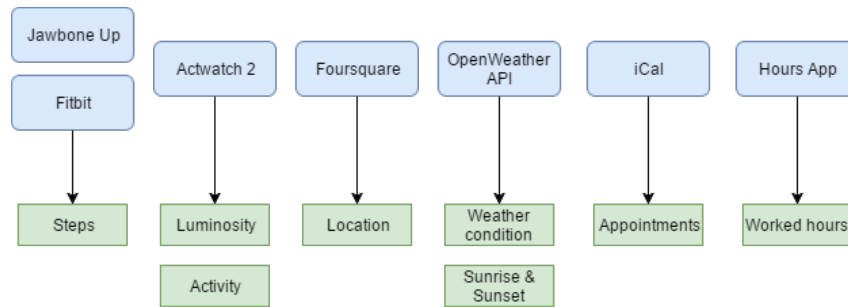 Jawbone Up
Fitbit
Actwatch 2
Foursquare
OpenWeather
API
iCal
Hours App
Steps
Luminosity
Location
Weather
condition
Appointments
Worked hours
Activity
Sunrise &
Sunset